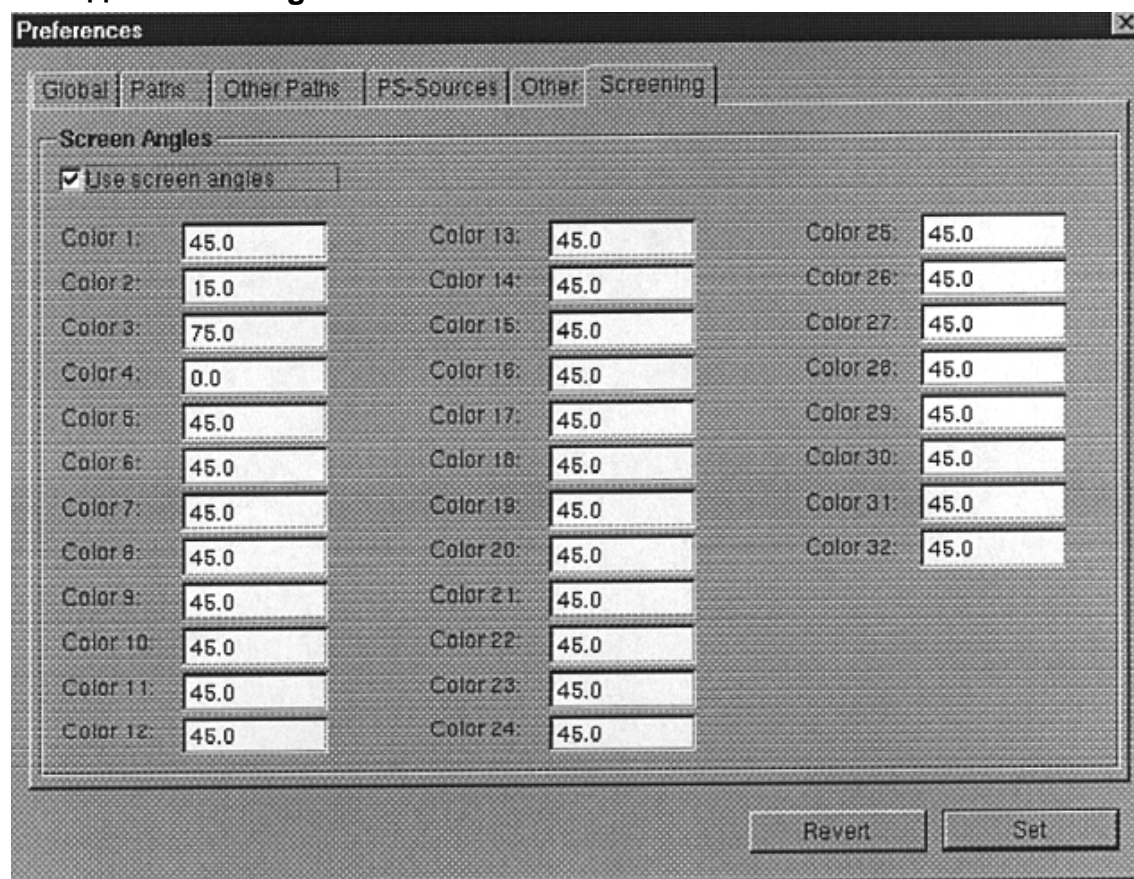 Preferences
Global Paths Other Paths PS-Sources Other Screening
Screen Angles
Use screen angles
Color 1: 45.0
Color 2: 15.0
Color 3: 75.0
Color 4: 0.0
Color 5: 45.0
Color 6: 45.0
Color 7: 45.0
Color 8: 45.0
Color 9: 45.0
Color 10: 45.0
Color 11: 45.0
Color 12: 45.0
Color 13: 45.0
Color 14: 45.0
Color 15: 45.0
Color 16: 45.0
Color 17: 45.0
Color 18: 45.0
Color 19: 45.0
Color 20: 45.0
Color 21: 45.0
Color 22: 45.0
Color 23: 45.0
Color 24: 45.0
Color 25: 45.0
Color 26: 45.0
Color 27: 45.0
Color 28: 45.0
Color 29: 45.0
Color 30: 45.0
Color 31: 45.0
Color 32: 45.0
Revert Set